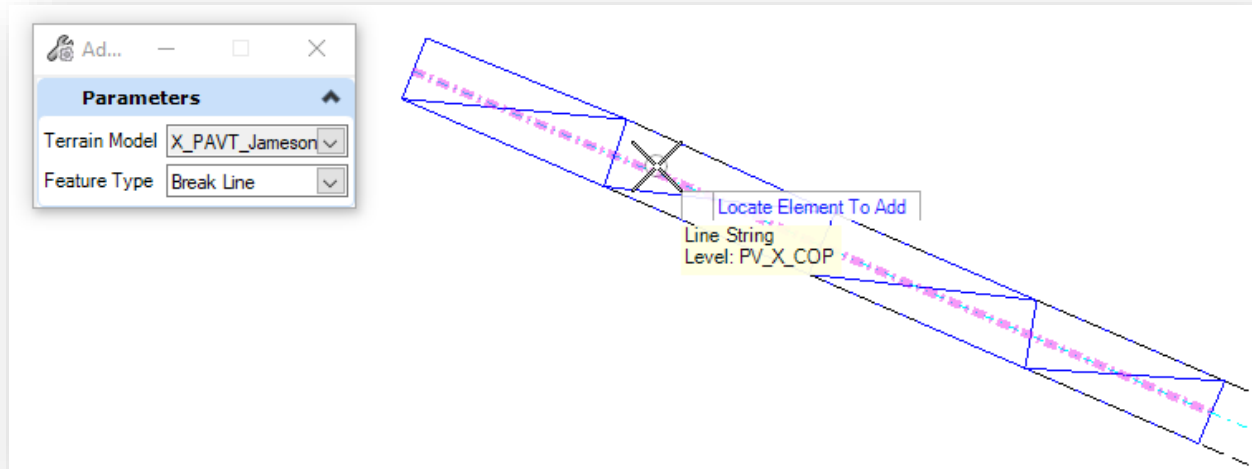 Ad...
Parameters
Terrain Model X_PAVT_Jameson
Feature Type Break Line
Locate Element To Add
Line String
Level: PV_X_COP